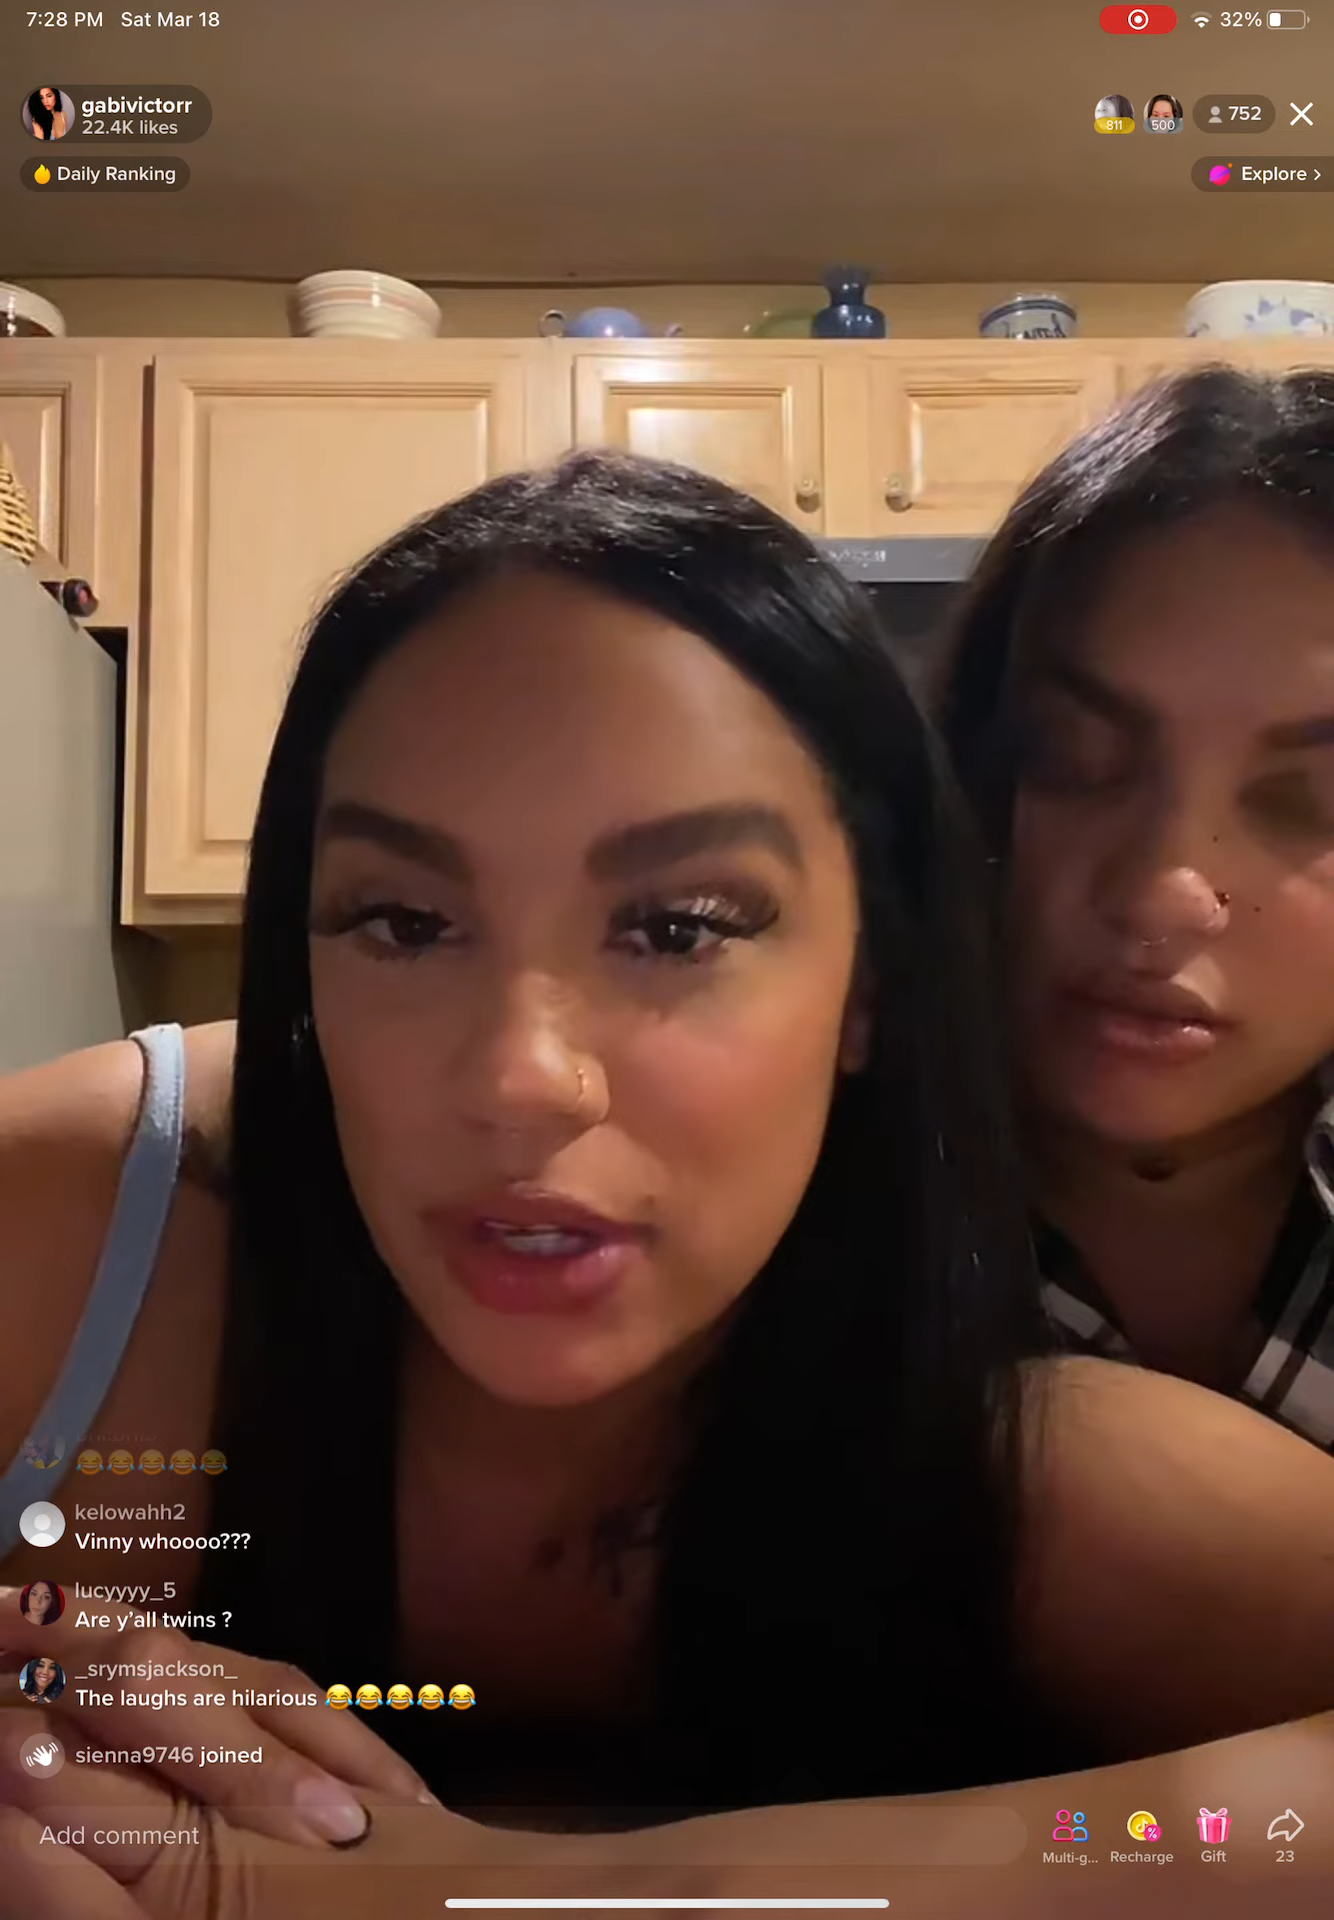 7:28 PM Sat Mar 18
32%
gabivictorr
22.4K likes
811
500
752
Daily Ranking
Explore >
😂😂😂😂😂
kelowahh2
Vinny whoooo???
lucyyyy_5
Are y'all twins ?
_srymsjackson_
The laughs are hilarious 😂😂😂😂😂
sienna9746 joined
Add comment
Multi-g...
Recharge
Gift
23